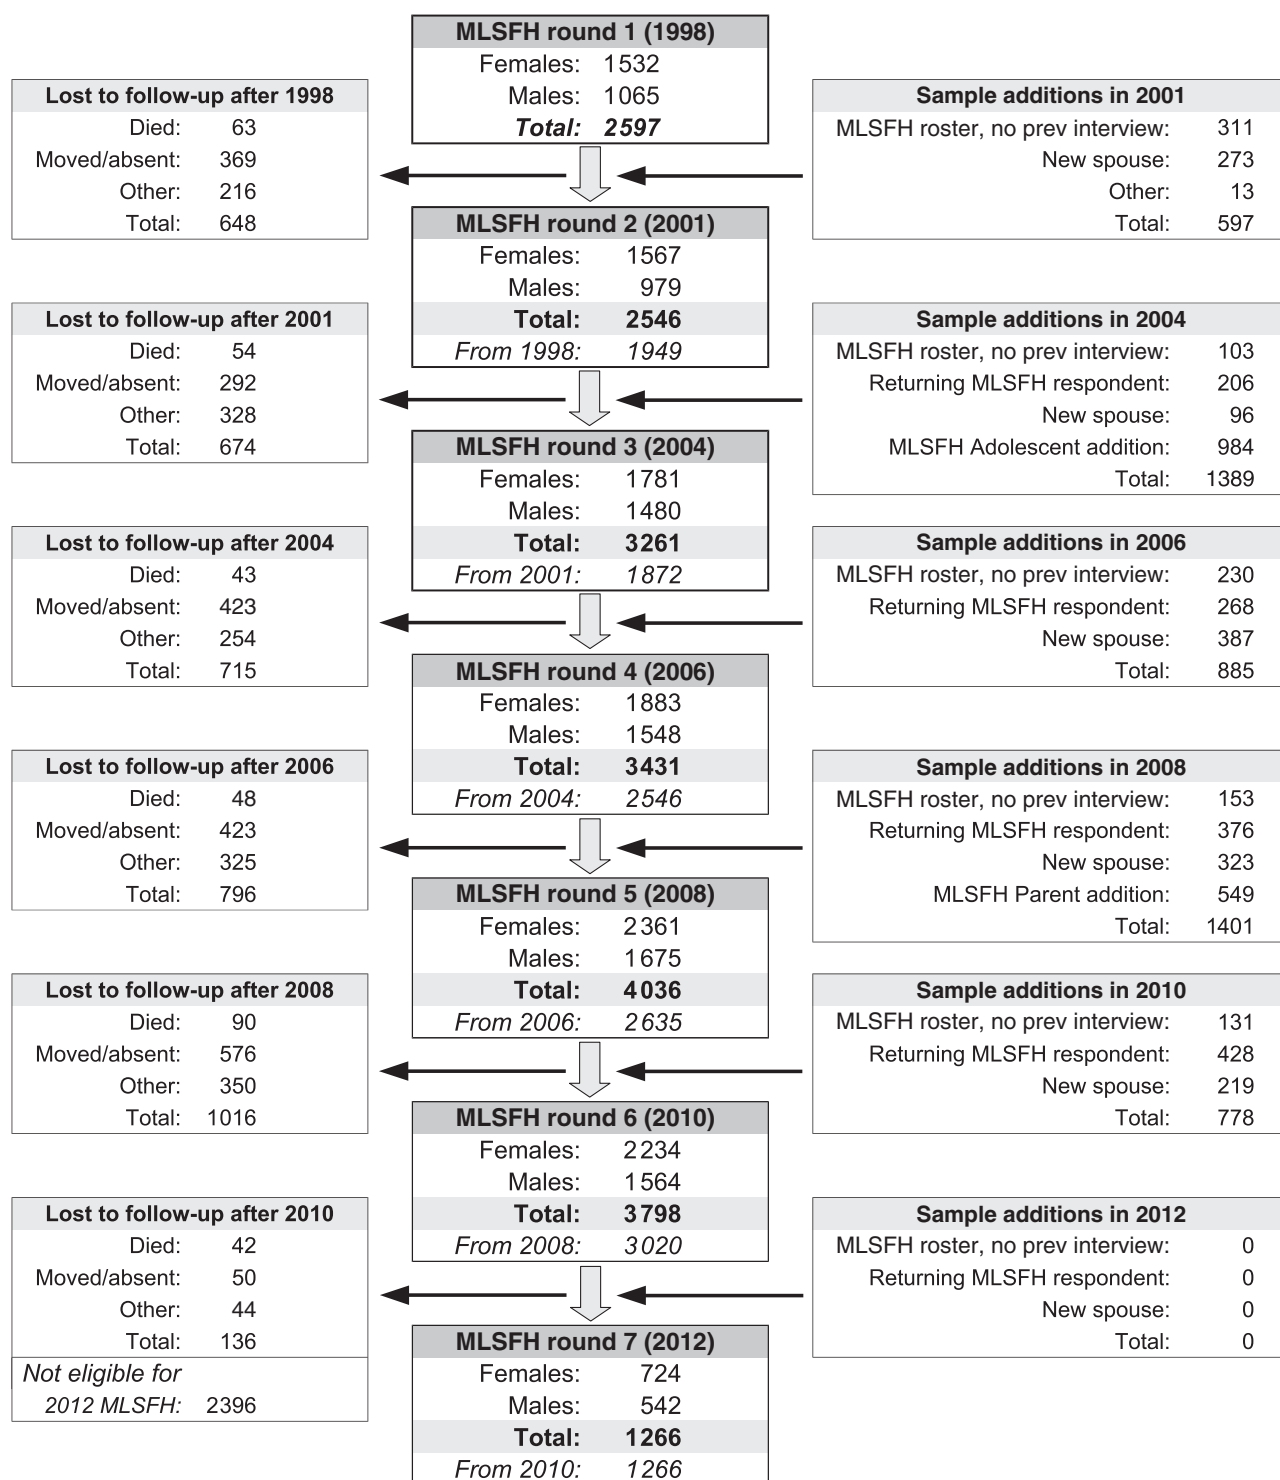 MLSFH round 1 (1998)
Females: 1532
Males: 1065
Total: 2597
Lost to follow-up after 1998
Died: 63
Moved/absent: 369
Other: 216
Total: 648
Sample additions in 2001
MLSFH roster, no prev interview: 311
New spouse: 273
Other: 13
Total: 597
MLSFH round 2 (2001)
Females: 1567
Males: 979
Total: 2546
From 1998: 1949
Lost to follow-up after 2001
Died: 54
Moved/absent: 292
Other: 328
Total: 674
Sample additions in 2004
MLSFH roster, no prev interview: 103
Returning MLSFH respondent: 206
New spouse: 96
MLSFH Adolescent addition: 984
Total: 1389
MLSFH round 3 (2004)
Females: 1781
Males: 1480
Total: 3261
From 2001: 1872
Lost to follow-up after 2004
Died: 43
Moved/absent: 423
Other: 254
Total: 715
Sample additions in 2006
MLSFH roster, no prev interview: 230
Returning MLSFH respondent: 268
New spouse: 387
Total: 885
MLSFH round 4 (2006)
Females: 1883
Males: 1548
Total: 3431
From 2004: 2546
Lost to follow-up after 2006
Died: 48
Moved/absent: 423
Other: 325
Total: 796
Sample additions in 2008
MLSFH roster, no prev interview: 153
Returning MLSFH respondent: 376
New spouse: 323
MLSFH Parent addition: 549
Total: 1401
MLSFH round 5 (2008)
Females: 2361
Males: 1675
Total: 4036
From 2006: 2635
Lost to follow-up after 2008
Died: 90
Moved/absent: 576
Other: 350
Total: 1016
Sample additions in 2010
MLSFH roster, no prev interview: 131
Returning MLSFH respondent: 428
New spouse: 219
Total: 778
MLSFH round 6 (2010)
Females: 2234
Males: 1564
Total: 3798
From 2008: 3020
Lost to follow-up after 2010
Died: 42
Moved/absent: 50
Other: 44
Total: 136
Not eligible for
2012 MLSFH: 2396
Sample additions in 2012
MLSFH roster, no prev interview: 0
Returning MLSFH respondent: 0
New spouse: 0
Total: 0
MLSFH round 7 (2012)
Females: 724
Males: 542
Total: 1266
From 2010: 1266